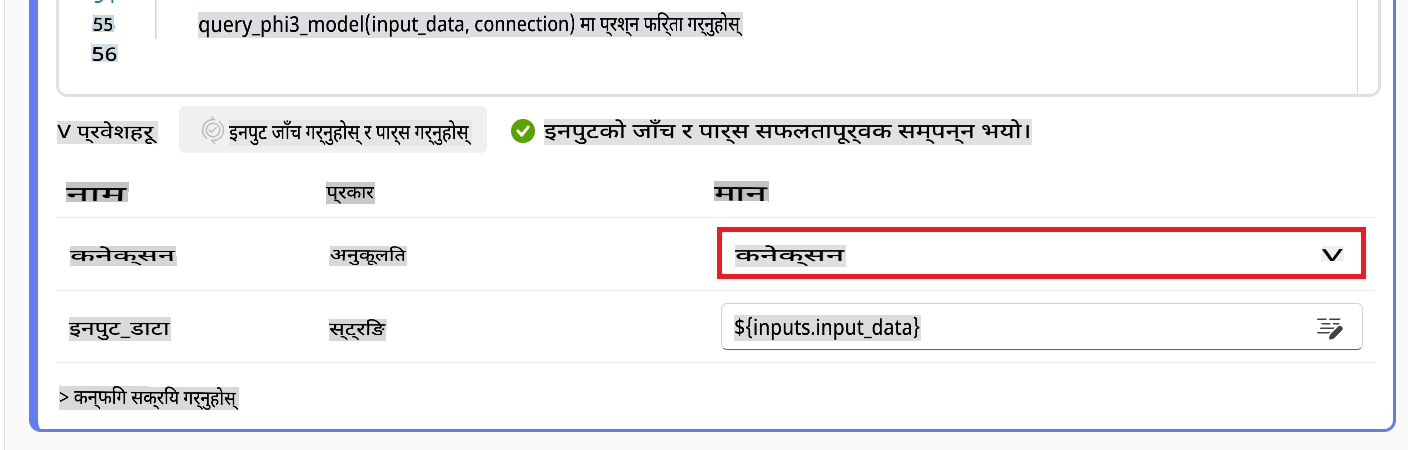 55 query_phi3_model(input_data, connection) मा प्रश्न फिर्ता गर्नुहोस्
56
V प्रवेशहरू इनपुट जाँच गर्नुहोस् र पार्स गर्नुहोस् इनपुटको जाँच र पार्स सफलतापूर्वक सम्पन्न भयो।
नाम प्रकार मान
कनेक्सन अनुकूलित कनेक्सन V
इनपुट_डाटा स्ट्रिङ ${inputs.input_data}
> कन्फिग सक्रिय गर्नुहोस्